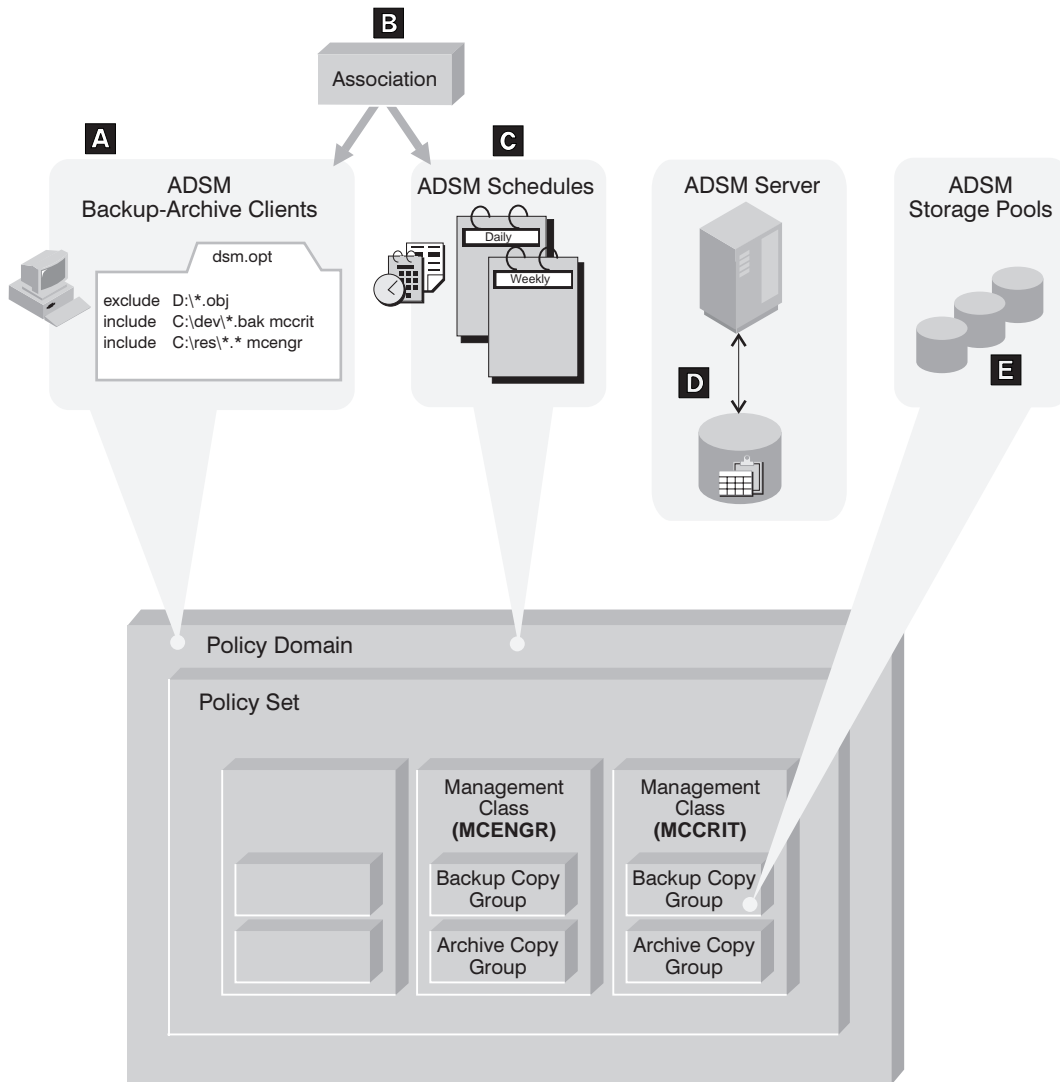 B
Association
A
C
ADSM
Backup-Archive Clients
dsm.opt
exclude D:\*.obj
include C:\dev\*.bak mccrit
include C:\res\*.* mcengr
ADSM Schedules
Daily
Weekly
ADSM Server
D
ADSM
Storage Pools
E
Policy Domain
Policy Set
Management
Class
(MCENGR)
Backup Copy
Group
Archive Copy
Group
Management
Class
(MCCRIT)
Backup Copy
Group
Archive Copy
Group